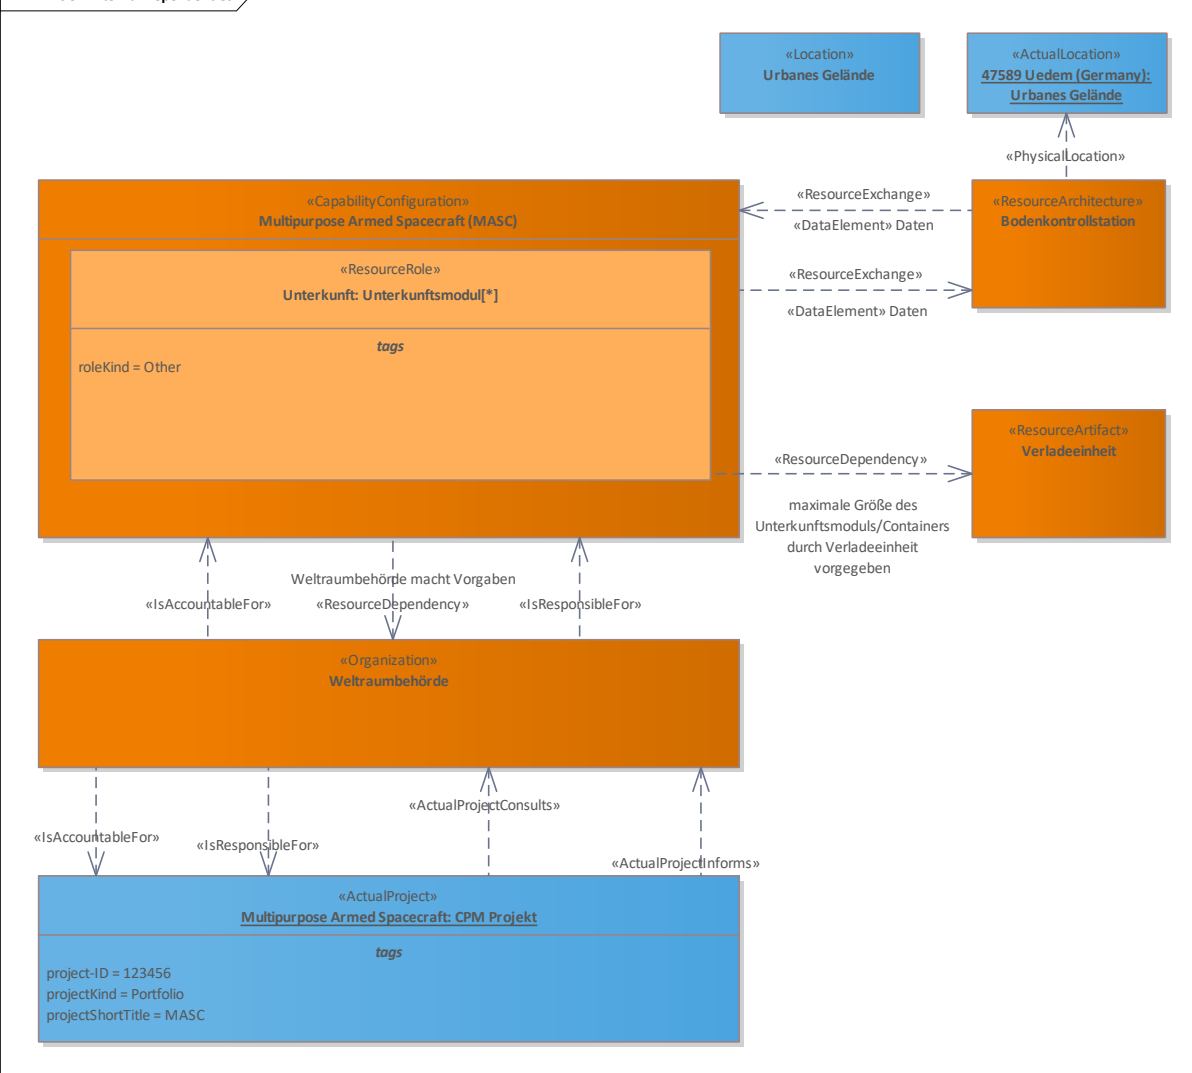 «Location»
Urbanes Gelände
«ActualLocation»
47589 Uedem (Germany):
Urbanes Gelände
«PhysicalLocation»
«CapabilityConfiguration»
Multipurpose Armed Spacecraft (MASC)
«ResourceRole»
Unterkunft: Unterkunftsmodul[*]
tags
roleKind = Other
«ResourceExchange»
«DataElement» Daten
«ResourceExchange»
«DataElement» Daten
«ResourceArchitecture»
Bodenkontrollstation
«ResourceDependency»
maximale Größe des
Unterkunftsmoduls/Containers
durch Verladeeinheit
vorgegeben
«ResourceArtifact»
Verladeeinheit
Weltraumbehörde macht Vorgaben
«IsAccountableFor»
«ResourceDependency»
«IsResponsibleFor»
«Organization»
Weltraumbehörde
«ActualProjectConsults»
«IsAccountableFor»
«IsResponsibleFor»
«ActualProjectInforms»
«ActualProject»
Multipurpose Armed Spacecraft: CPM Projekt
tags
project-ID = 123456
projectKind = Portfolio
projectShortTitle = MASC